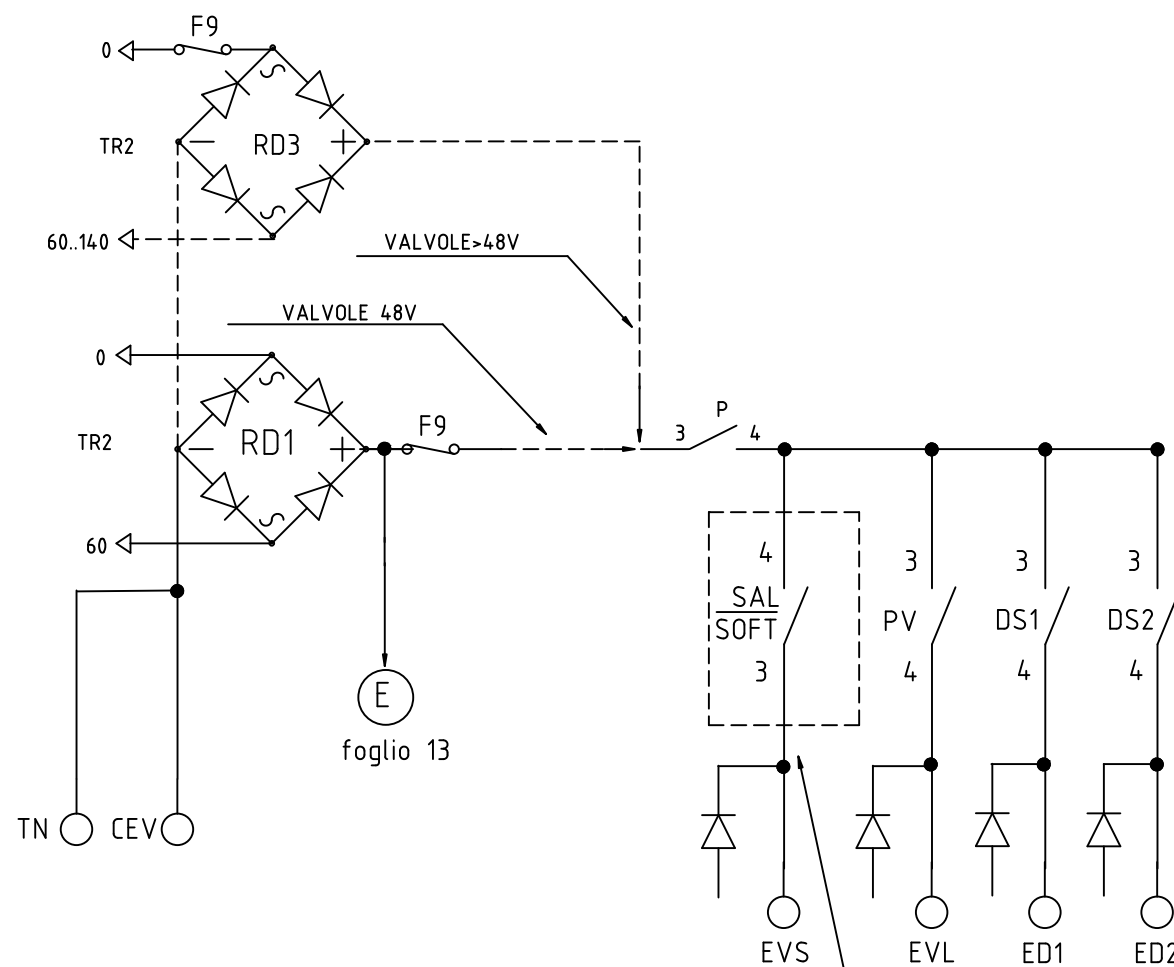 F9
0
TR2
RD3
60..140
VALVOLE>48V
VALVOLE 48V
0
TR2
RD1
F9
3 P 4
60
4 3 3 3
SAL
SOFT
PV DS1 DS2
3 4 4 4
E
foglio 13
TN CEV
EVS EVL ED1 ED2